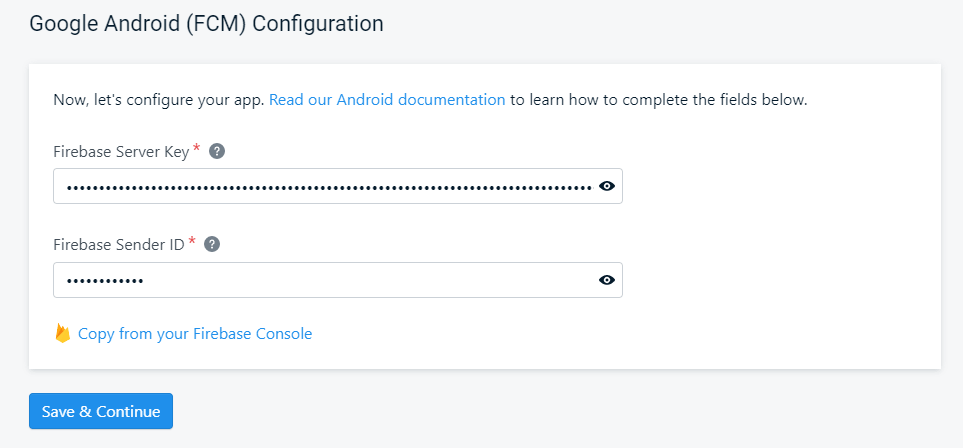 Google Android (FCM) Configuration
Now, let's configure your app. Read our Android documentation to learn how to complete the fields below.
Firebase Server Key * ?
••••••••••••••••••••••••••••••••••••••••••••••••••••••••••••••••••••••••••••••••
Firebase Sender ID * ?
••••••••••••
Copy from your Firebase Console
Save & Continue